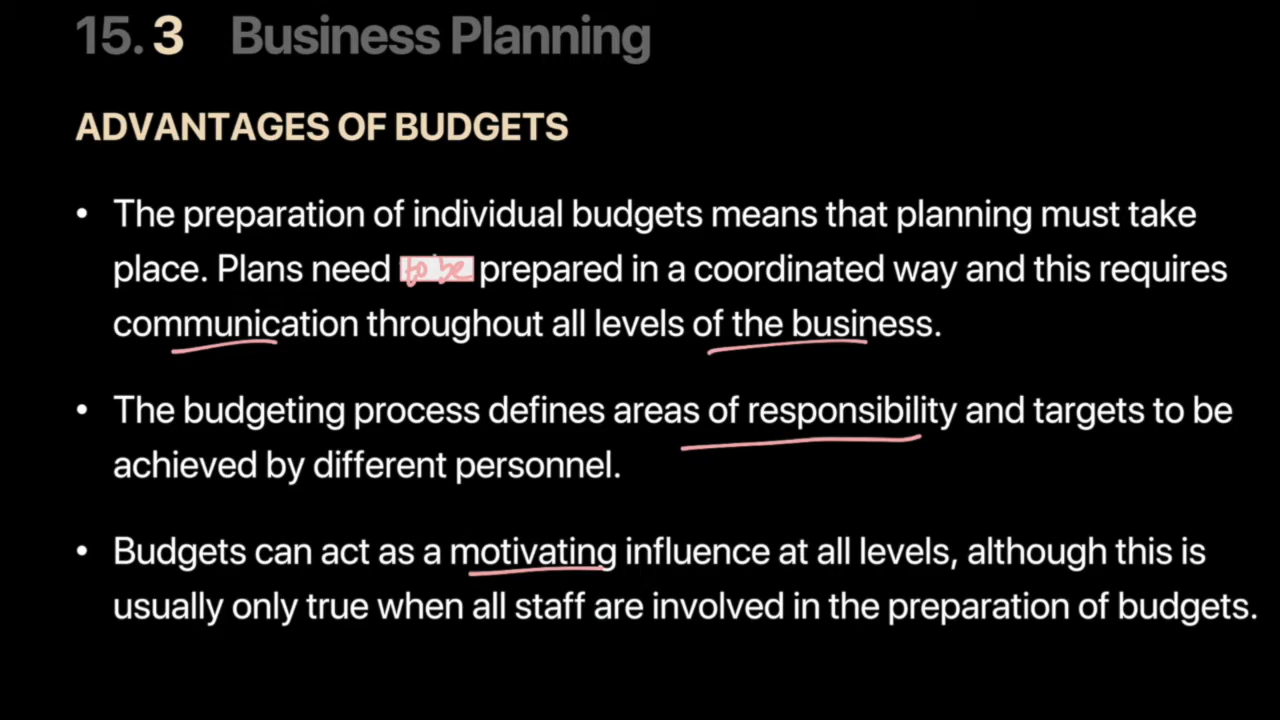 15.3 Business Planning
ADVANTAGES OF BUDGETS
• The preparation of individual budgets means that planning must take
place. Plans need to be prepared in a coordinated way and this requires
communication throughout all levels of the business.
• The budgeting process defines areas of responsibility and targets to be
achieved by different personnel.
• Budgets can act as a motivating influence at all levels, although this is
usually only true when all staff are involved in the preparation of budgets.